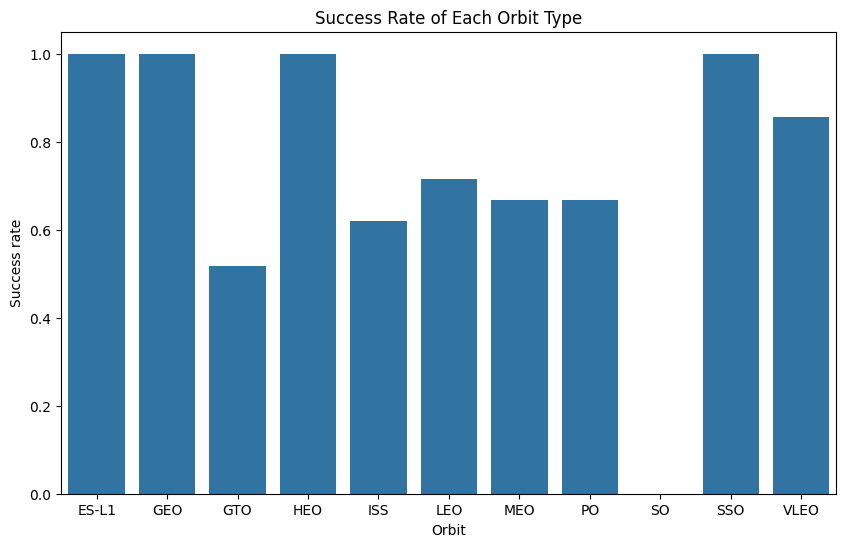 Success Rate of Each Orbit Type
1.0
0.8
0.6
0.4
0.2
0.0
Success rate
ES-L1 GEO GTO HEO ISS LEO MEO PO SO SSO VLEO
Orbit